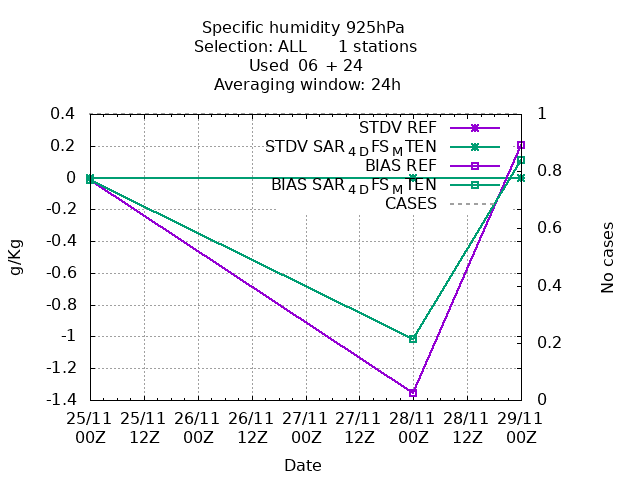 Specific humidity 925hPa
Selection: ALL      1 stations
Used  06 + 24
Averaging window: 24h
0.4
0.2
0
-0.2
-0.4
-0.6
-0.8
-1
-1.2
-1.4
g/Kg
STDV REF
STDV SAR4DFSMTEN
BIAS REF
BIAS SAR4DFSMTEN
CASES
1
0.8
0.6
0.4
0.2
0
No cases
25/11 25/11 26/11 26/11 27/11 27/11 28/11 28/11 29/11
00Z 12Z 00Z 12Z 00Z 12Z 00Z 12Z 00Z
Date